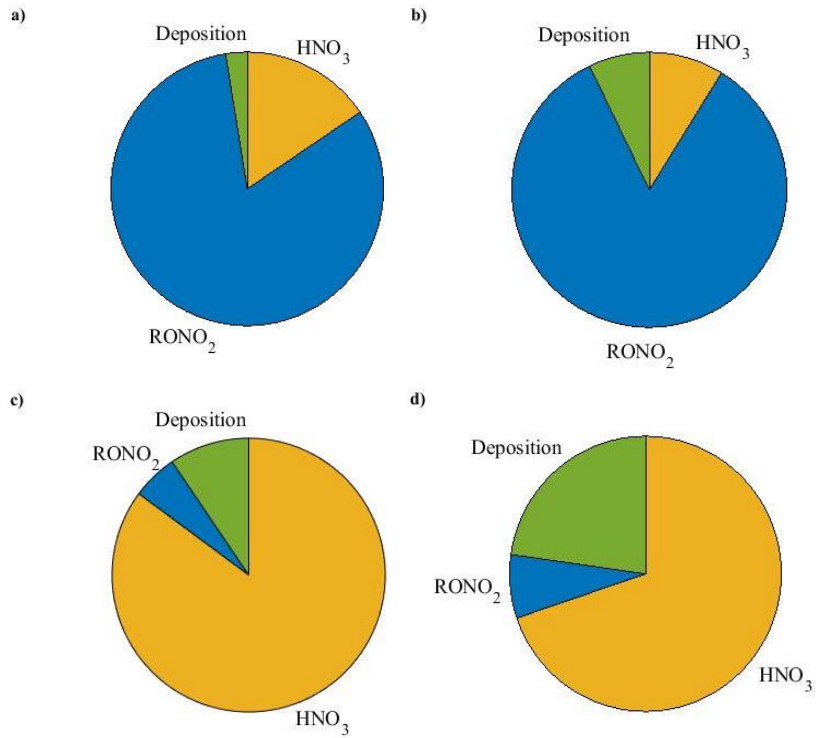 a)
Deposition
HNO₃
RONO₂
b)
Deposition
HNO₃
RONO₂
c)
Deposition
RONO₂
HNO₃
d)
Deposition
RONO₂
HNO₃